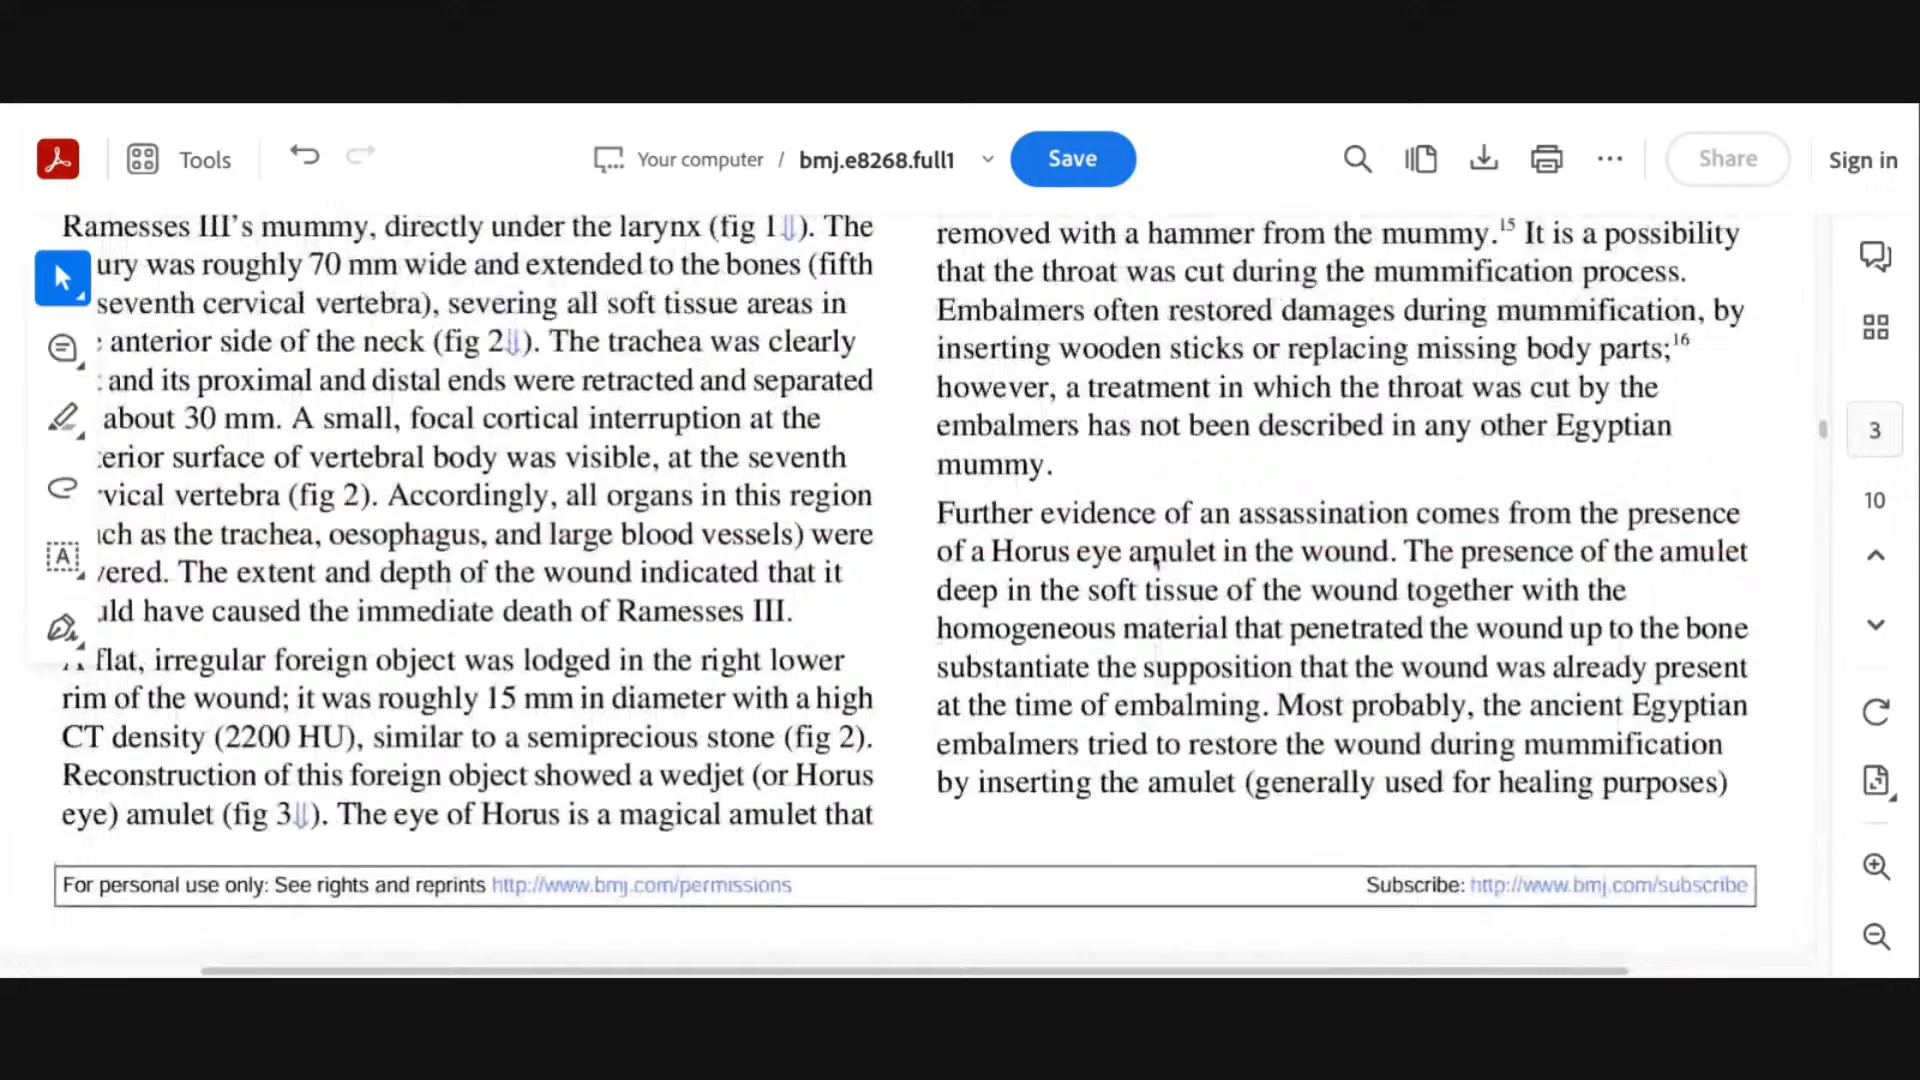 Tools
Your computer / bmj.e8268.full1
Save
Share
Sign in
Ramesses III's mummy, directly under the larynx (fig 1⇓). The
ury was roughly 70 mm wide and extended to the bones (fifth
seventh cervical vertebra), severing all soft tissue areas in
anterior side of the neck (fig 2⇓). The trachea was clearly
and its proximal and distal ends were retracted and separated
about 30 mm. A small, focal cortical interruption at the
erior surface of vertebral body was visible, at the seventh
vical vertebra (fig 2). Accordingly, all organs in this region
ich as the trachea, oesophagus, and large blood vessels) were
vered. The extent and depth of the wound indicated that it
uld have caused the immediate death of Ramesses III.
flat, irregular foreign object was lodged in the right lower
rim of the wound; it was roughly 15 mm in diameter with a high
CT density (2200 HU), similar to a semiprecious stone (fig 2).
Reconstruction of this foreign object showed a wedjet (or Horus
eye) amulet (fig 3⇓). The eye of Horus is a magical amulet that
removed with a hammer from the mummy.15 It is a possibility
that the throat was cut during the mummification process.
Embalmers often restored damages during mummification, by
inserting wooden sticks or replacing missing body parts;16
however, a treatment in which the throat was cut by the
embalmers has not been described in any other Egyptian
mummy.
Further evidence of an assassination comes from the presence
of a Horus eye amulet in the wound. The presence of the amulet
deep in the soft tissue of the wound together with the
homogeneous material that penetrated the wound up to the bone
substantiate the supposition that the wound was already present
at the time of embalming. Most probably, the ancient Egyptian
embalmers tried to restore the wound during mummification
by inserting the amulet (generally used for healing purposes)
3
10
For personal use only: See rights and reprints http://www.bmj.com/permissions
Subscribe: http://www.bmj.com/subscribe